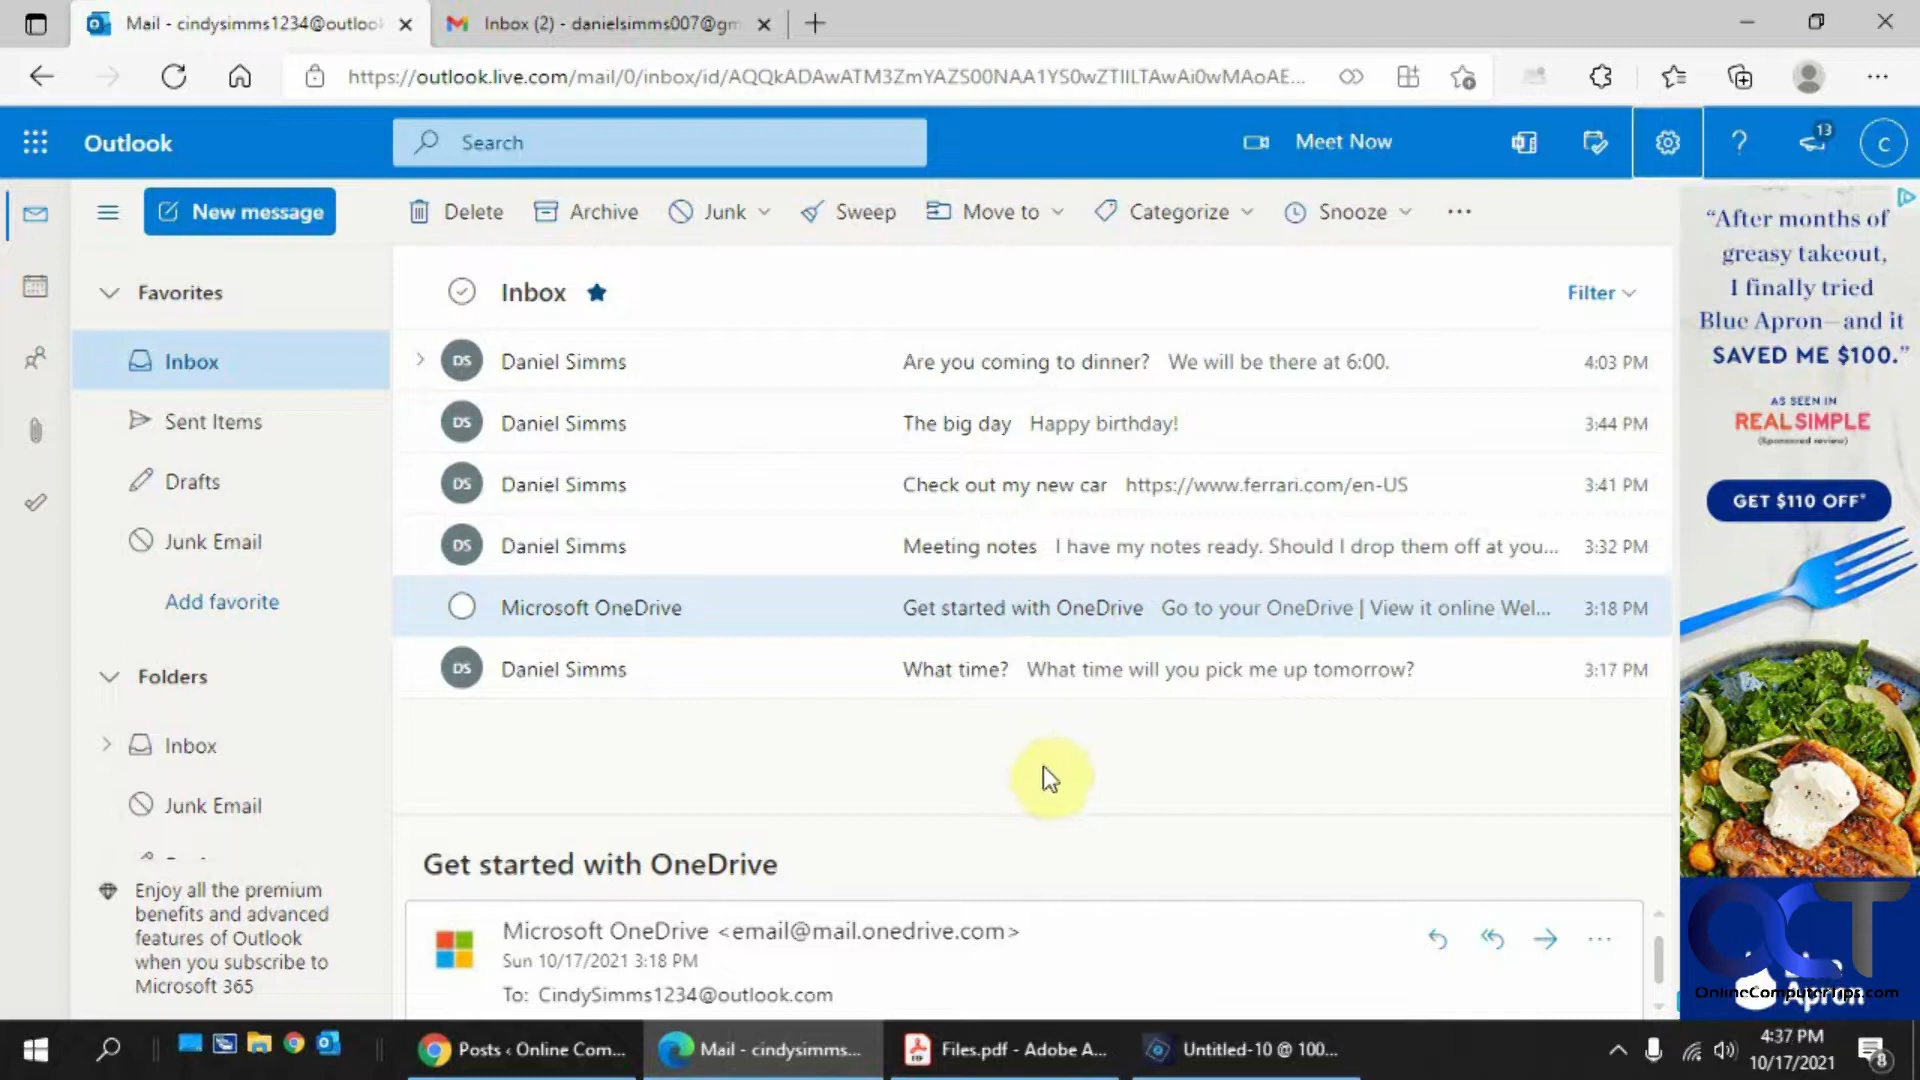 Mail - cindysimms1234@outloo
Inbox (2) - danielsimms007@gm
https://outlook.live.com/mail/0/inbox/id/AQQkADAwATM3ZmYAZS00NAA1YS0wZTIILTAwAi0wMAoAE...
Outlook
Search
Meet Now
13
C
New message
Delete
Archive
Junk
Sweep
Move to
Categorize
Snooze
Favorites
Inbox
Sent Items
Drafts
Junk Email
Add favorite
Folders
Inbox
Junk Email
Enjoy all the premium
benefits and advanced
features of Outlook
when you subscribe to
Microsoft 365
Inbox
Filter
DS Daniel Simms Are you coming to dinner? We will be there at 6:00. 4:03 PM
DS Daniel Simms The big day Happy birthday! 3:44 PM
DS Daniel Simms Check out my new car https://www.ferrari.com/en-US 3:41 PM
DS Daniel Simms Meeting notes I have my notes ready. Should I drop them off at you... 3:32 PM
Microsoft OneDrive Get started with OneDrive Go to your OneDrive | View it online Wel... 3:18 PM
DS Daniel Simms What time? What time will you pick me up tomorrow? 3:17 PM
Get started with OneDrive
Microsoft OneDrive <email@mail.onedrive.com>
Sun 10/17/2021 3:18 PM
To: CindySimms1234@outlook.com
“After months of
greasy takeout,
I finally tried
Blue Apron—and it
SAVED ME $100.”
AS SEEN IN
REAL SIMPLE
(Sponsored review)
GET $110 OFF*
OCT
Apron
OnlineComputerTips.com
Posts ‹ Online Com...
Mail - cindysimms...
Files.pdf - Adobe A...
Untitled-10 @ 100...
4:37 PM
10/17/2021
8